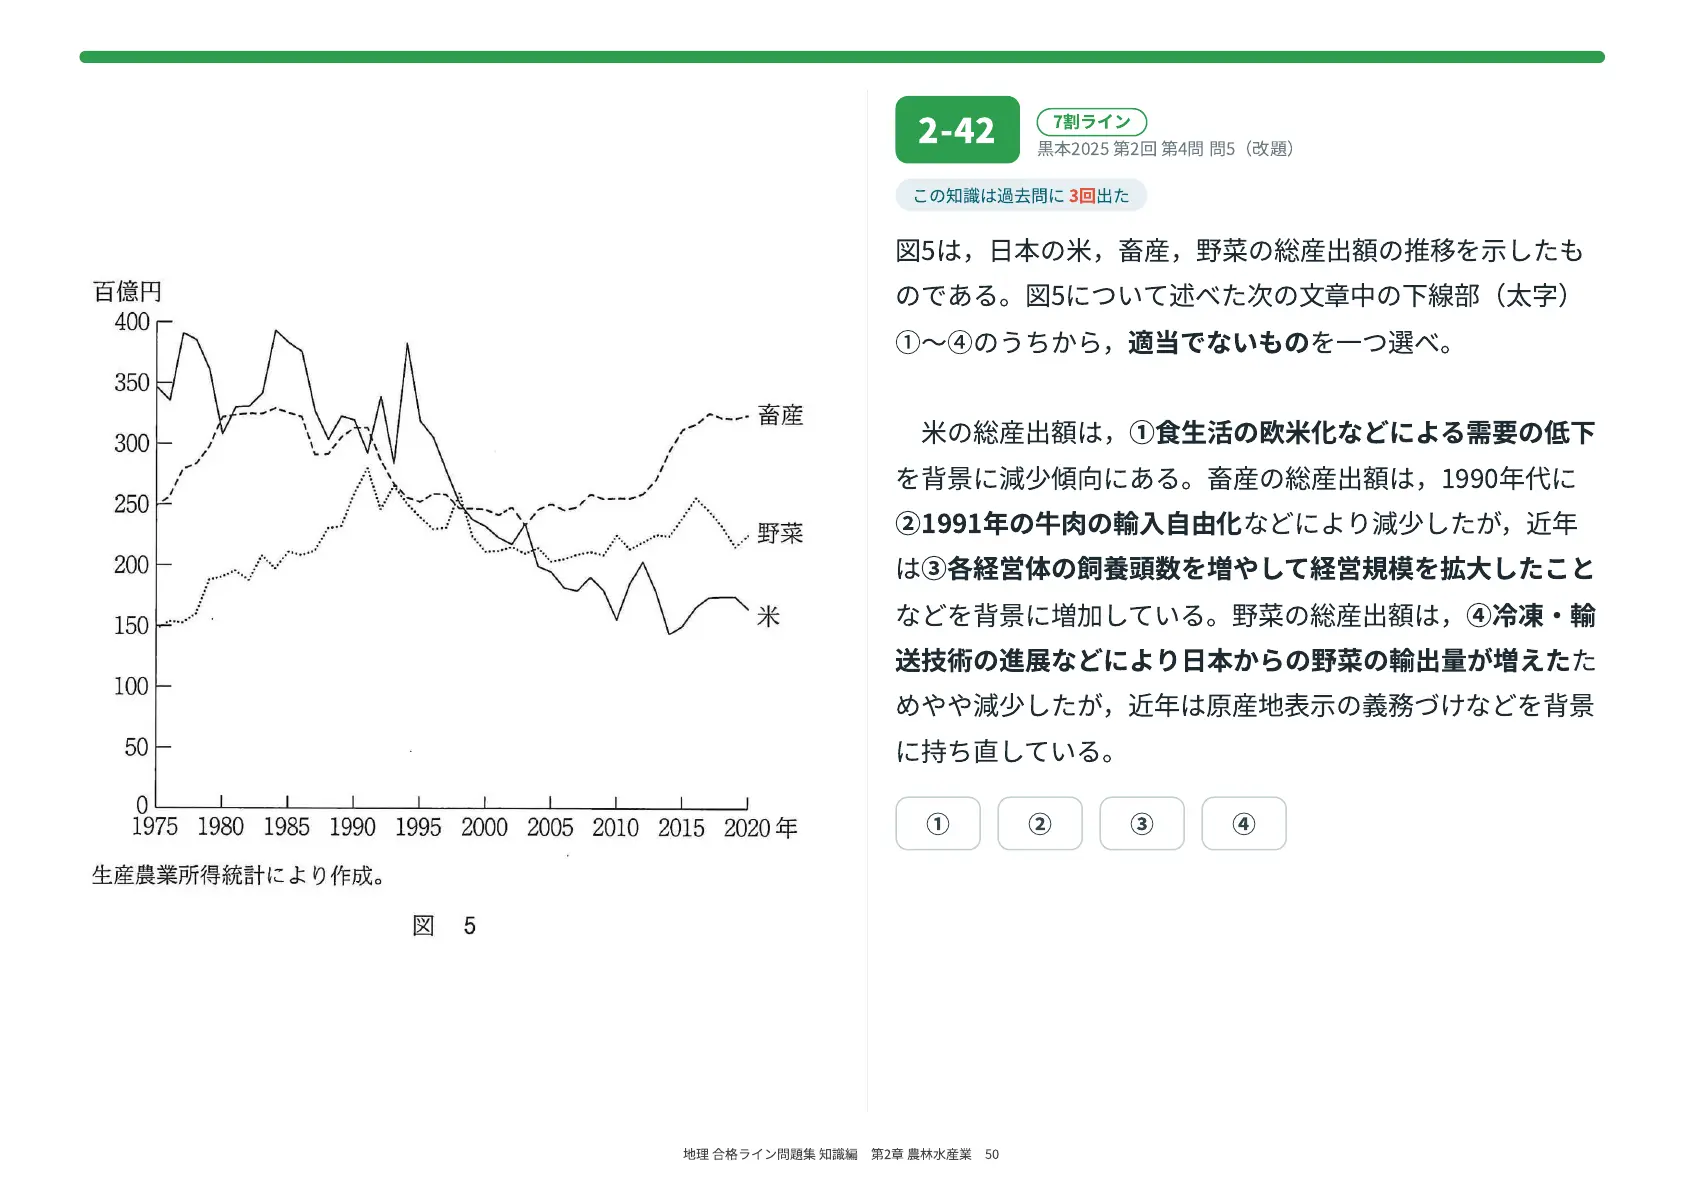 百億円
400
350
300
250
200
150
100
50
0
畜産
野菜
米
1975 1980 1985 1990 1995 2000 2005 2010 2015 2020 年
生産農業所得統計により作成。
図 5
2-42
7割ライン
黒本2025 第2回 第4問 問5（改題）
この知識は過去問に 3回出た
図5は，日本の米，畜産，野菜の総産出額の推移を示したも
のである。図5について述べた次の文章中の下線部（太字）
①〜④のうちから，適当でないものを一つ選べ。
米の総産出額は，①食生活の欧米化などによる需要の低下
を背景に減少傾向にある。畜産の総産出額は，1990年代に
②1991年の牛肉の輸入自由化などにより減少したが，近年
は③各経営体の飼養頭数を増やして経営規模を拡大したこと
などを背景に増加している。野菜の総産出額は，④冷凍・輸
送技術の進展などにより日本からの野菜の輸出量が増えたた
めやや減少したが，近年は原産地表示の義務づけなどを背景
に持ち直している。
① ② ③ ④
地理 合格ライン問題集 知識編 第2章 農林水産業 50